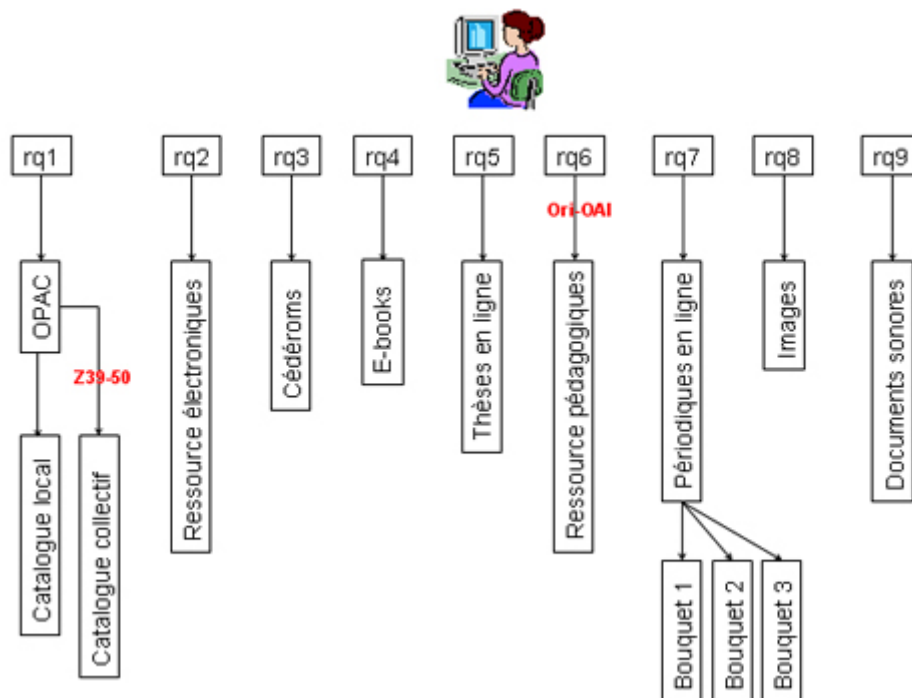 rq1
rq2
rq3
rq4
rq5
rq6
rq7
rq8
rq9
Ori-OAI
OPAC
Ressource électroniques
Cédéroms
E-books
Thèses en ligne
Ressource pédagogiques
Périodiques en ligne
Images
Documents sonores
Z39-50
Catalogue local
Catalogue collectif
Bouquet 1
Bouquet 2
Bouquet 3